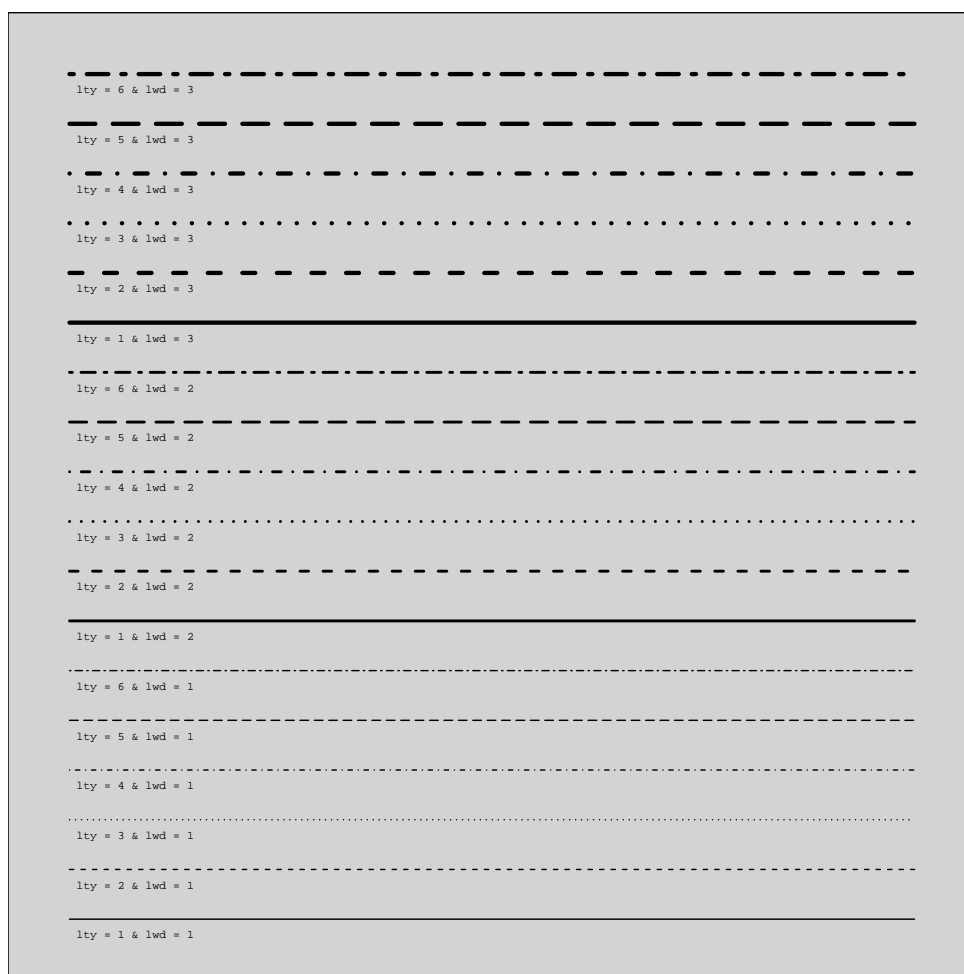 lty = 6 & lwd = 3
lty = 5 & lwd = 3
lty = 4 & lwd = 3
lty = 3 & lwd = 3
lty = 2 & lwd = 3
lty = 1 & lwd = 3
lty = 6 & lwd = 2
lty = 5 & lwd = 2
lty = 4 & lwd = 2
lty = 3 & lwd = 2
lty = 2 & lwd = 2
lty = 1 & lwd = 2
lty = 6 & lwd = 1
lty = 5 & lwd = 1
lty = 4 & lwd = 1
lty = 3 & lwd = 1
lty = 2 & lwd = 1
lty = 1 & lwd = 1